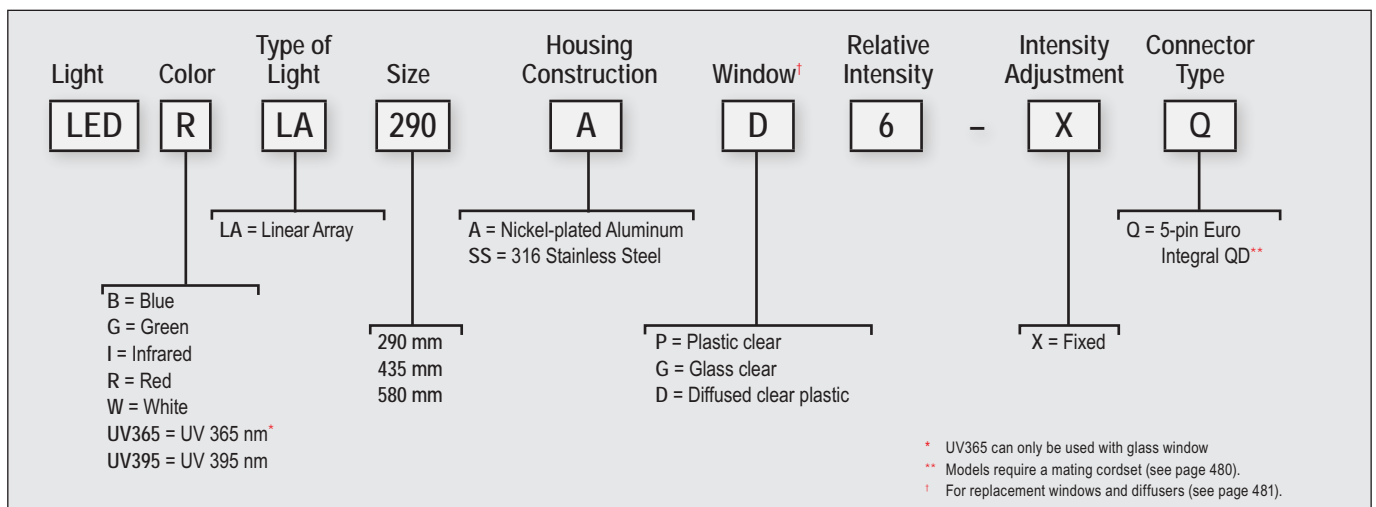 Light
Color
Type of
Light
Size
Housing
Construction
Window†
Relative
Intensity
Intensity
Adjustment
Connector
Type
LED R LA 290 A D 6 – X Q
LA = Linear Array
A = Nickel-plated Aluminum
SS = 316 Stainless Steel
Q = 5-pin Euro
Integral QD**
B = Blue
G = Green
I = Infrared
R = Red
W = White
UV365 = UV 365 nm*
UV395 = UV 395 nm
290 mm
435 mm
580 mm
P = Plastic clear
G = Glass clear
D = Diffused clear plastic
X = Fixed
* UV365 can only be used with glass window
** Models require a mating cordset (see page 480).
† For replacement windows and diffusers (see page 481).